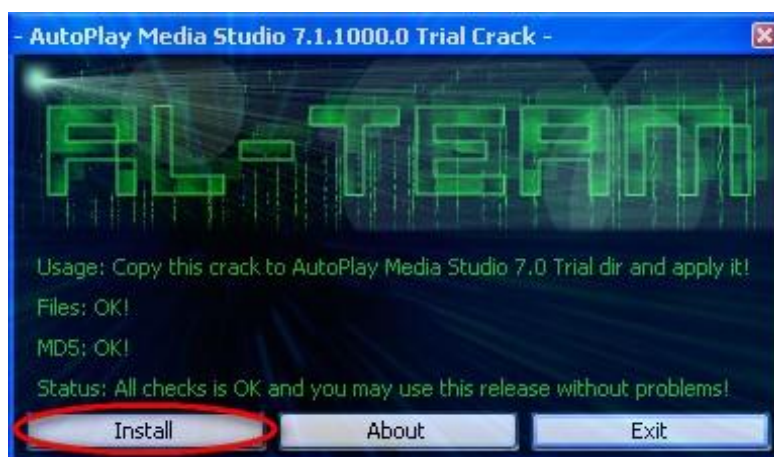 - AutoPlay Media Studio 7.1.1000.0 Trial Crack -
AL-TEAM
Usage: Copy this crack to AutoPlay Media Studio 7.0 Trial dir and apply it!
Files: OK!
MD5: OK!
Status: All checks is OK and you may use this release without problems!
Install About Exit